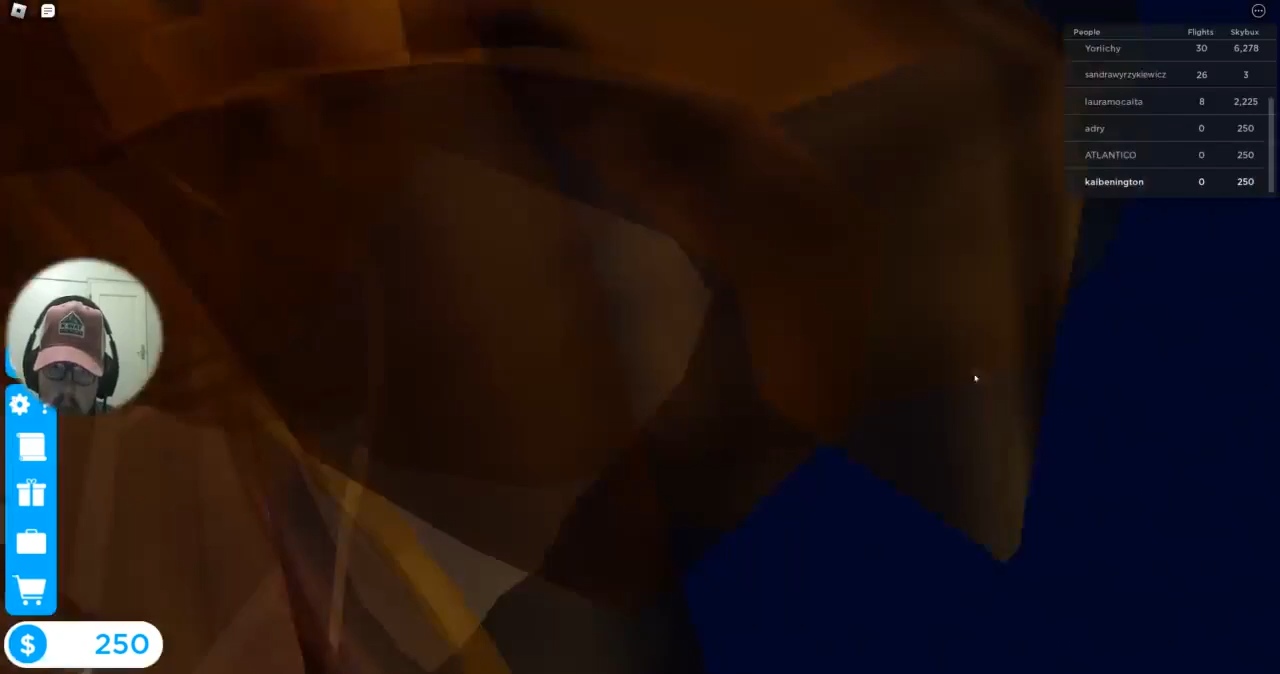 People Flights Skybux
Yoriichy 30 6,278
sandrawyrzykiewicz 26 3
lauramocaita 8 2,225
adry 0 250
ATLANTICO 0 250
kaibenington 0 250
$ 250